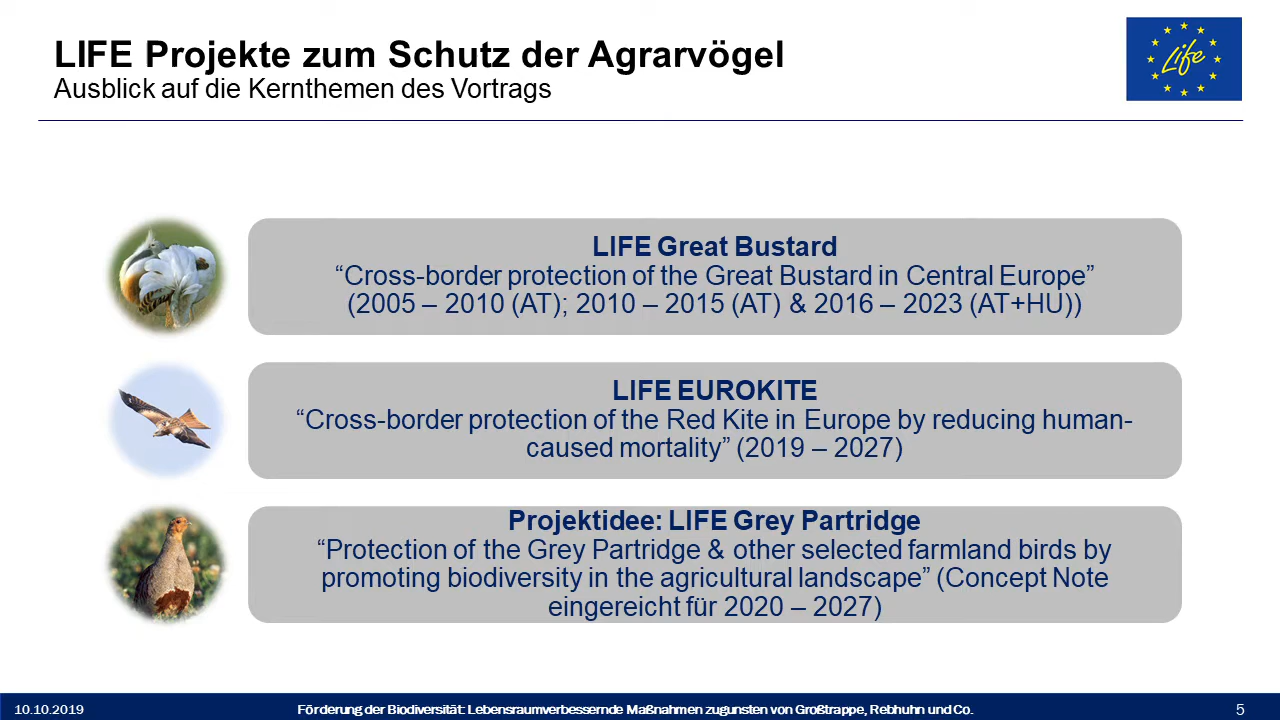 LIFE Projekte zum Schutz der Agrarvögel
Ausblick auf die Kernthemen des Vortrags
Life
LIFE Great Bustard
“Cross-border protection of the Great Bustard in Central Europe”
(2005 – 2010 (AT); 2010 – 2015 (AT) & 2016 – 2023 (AT+HU))
LIFE EUROKITE
“Cross-border protection of the Red Kite in Europe by reducing human-
caused mortality” (2019 – 2027)
Projektidee: LIFE Grey Partridge
“Protection of the Grey Partridge & other selected farmland birds by
promoting biodiversity in the agricultural landscape” (Concept Note
eingereicht für 2020 – 2027)
10.10.2019 Förderung der Biodiversität: Lebensraumverbessernde Maßnahmen zugunsten von Großtrappe, Rebhuhn und Co. 5